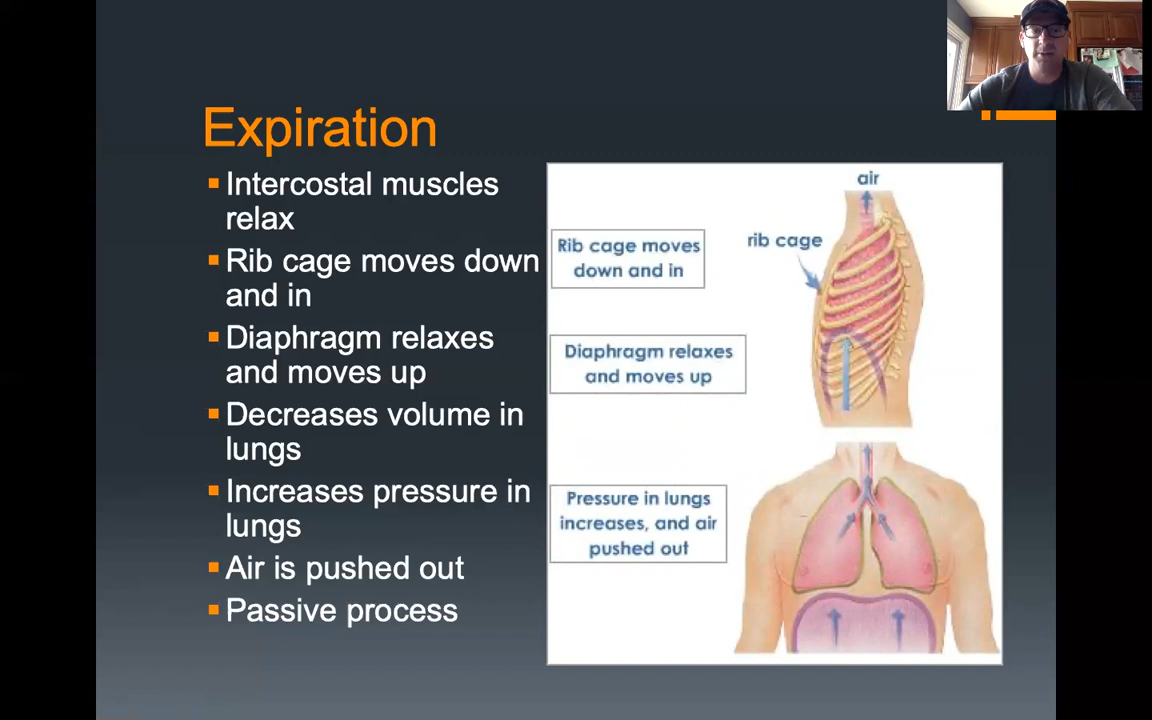 Expiration
Intercostal muscles
relax
Rib cage moves down
and in
Diaphragm relaxes
and moves up
Decreases volume in
lungs
Increases pressure in
lungs
Air is pushed out
Passive process
air
rib cage
Rib cage moves
down and in
Diaphragm relaxes
and moves up
Pressure in lungs
increases, and air
pushed out